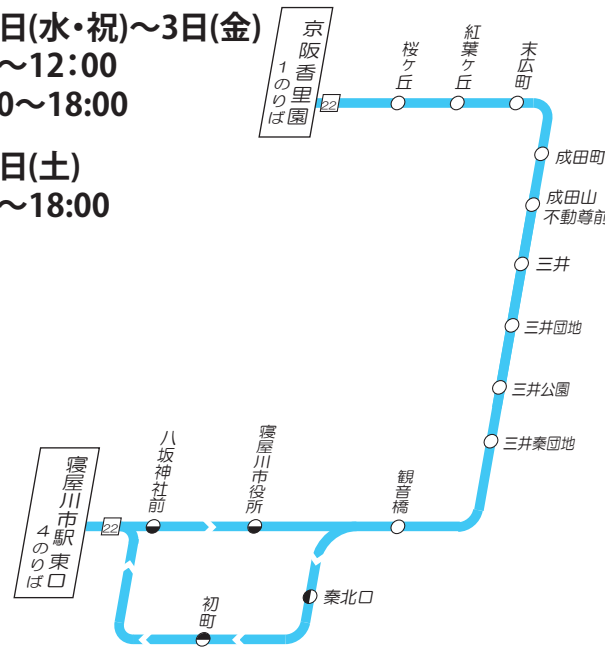 日(水・祝)～3日(金)
～12:00
0～18:00
日(土)
～18:00
京阪香里園
1のりば
22
桜ヶ丘
紅葉ヶ丘
末広町
成田町
成田山
不動尊前
三井
三井団地
三井公園
三井秦団地
観音橋
寝屋川市役所
八坂神社前
22
寝屋川市駅 東口
4のりば
秦北口
初町